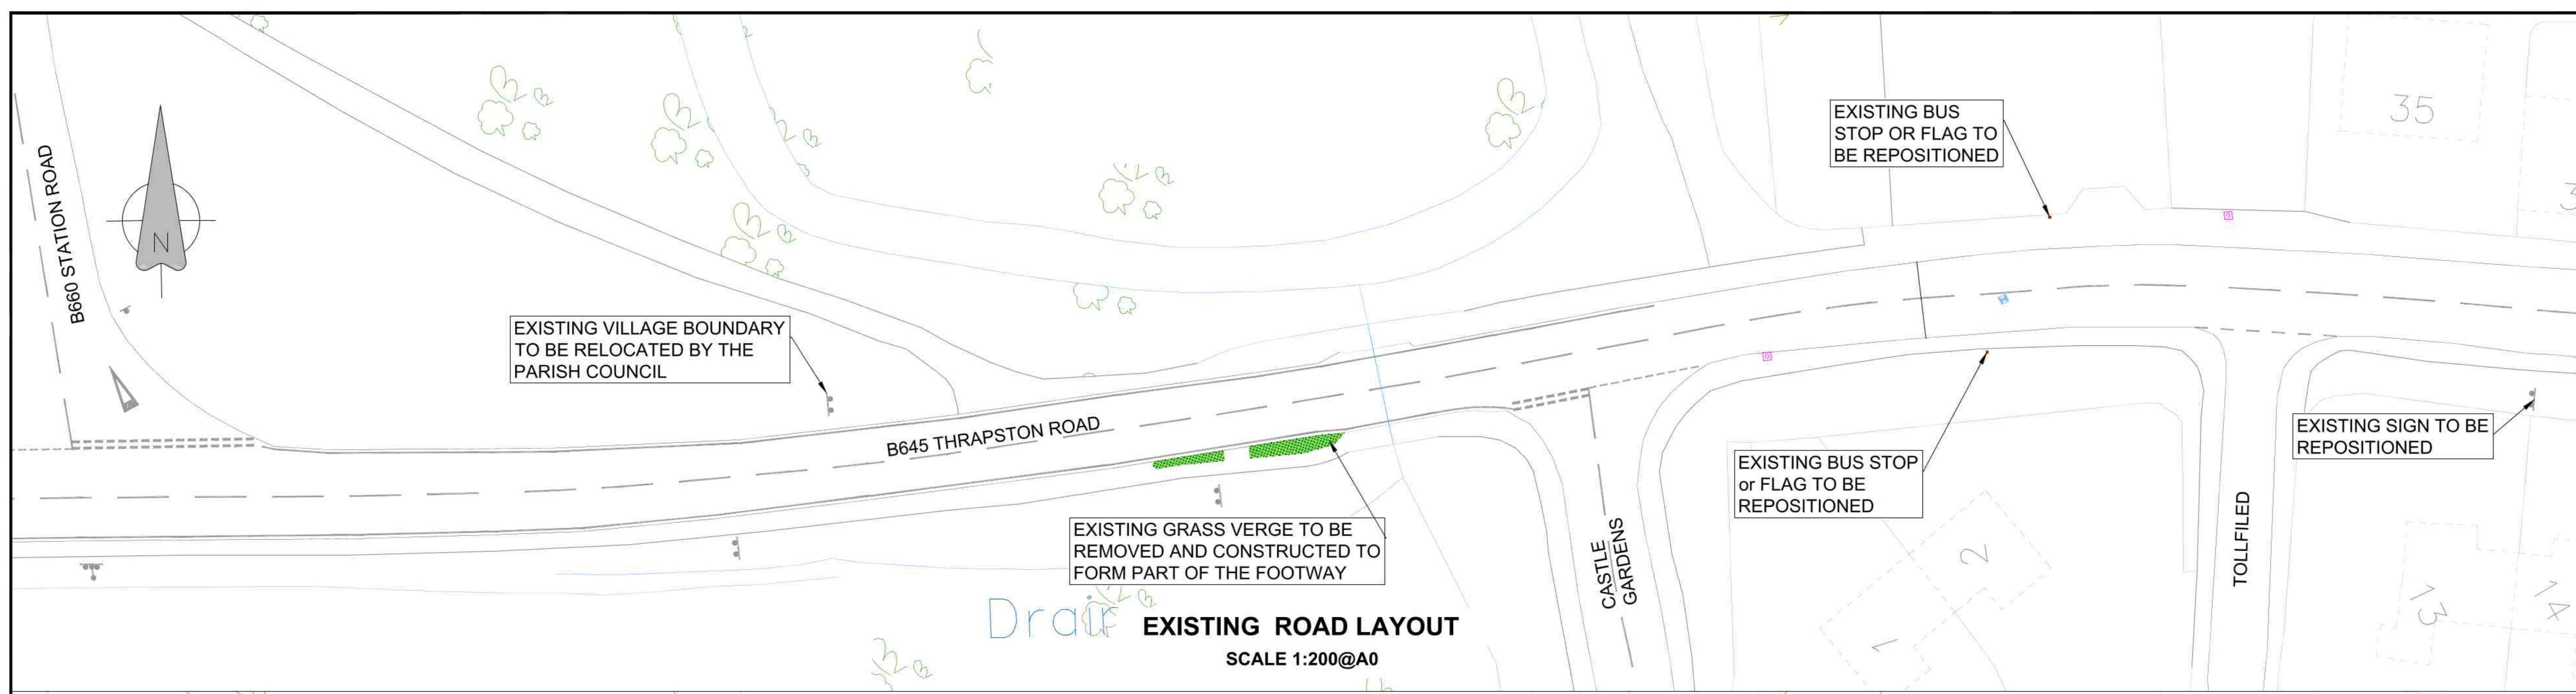 B660 STATION ROAD
N
EXISTING VILLAGE BOUNDARY
TO BE RELOCATED BY THE
PARISH COUNCIL
B645 THRAPSTON ROAD
EXISTING GRASS VERGE TO BE
REMOVED AND CONSTRUCTED TO
FORM PART OF THE FOOTWAY
EXISTING BUS
STOP OR FLAG TO
BE REPOSITIONED
35
EXISTING BUS STOP
or FLAG TO BE
REPOSITIONED
EXISTING SIGN TO BE
REPOSITIONED
CASTLE
GARDENS
TOLLFILED
1
2
13
14
Drain
EXISTING ROAD LAYOUT
SCALE 1:200@A0